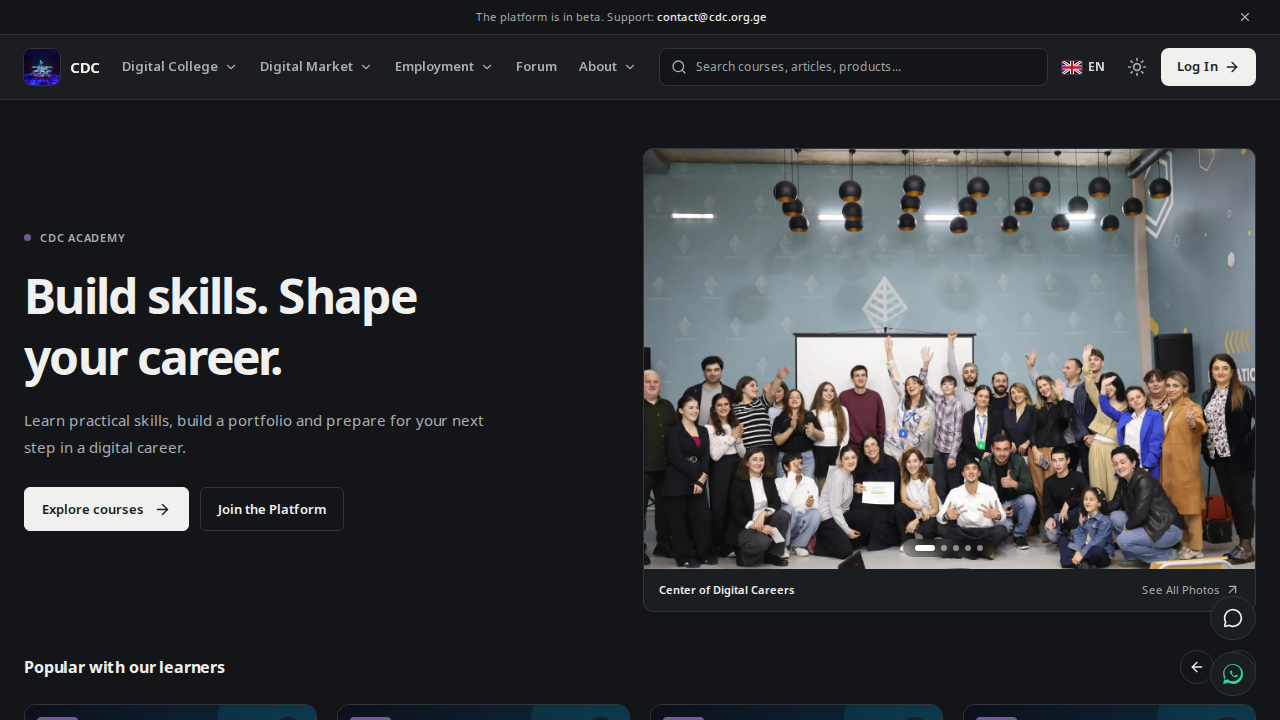 The platform is in beta. Support: contact@cdc.org.ge
CDC
Digital College
Digital Market
Employment
Forum
About
Search courses, articles, products...
EN
Log In
CDC ACADEMY
Build skills. Shape
your career.
Learn practical skills, build a portfolio and prepare for your next
step in a digital career.
Explore courses
Join the Platform
Center of Digital Careers
See All Photos
Popular with our learners